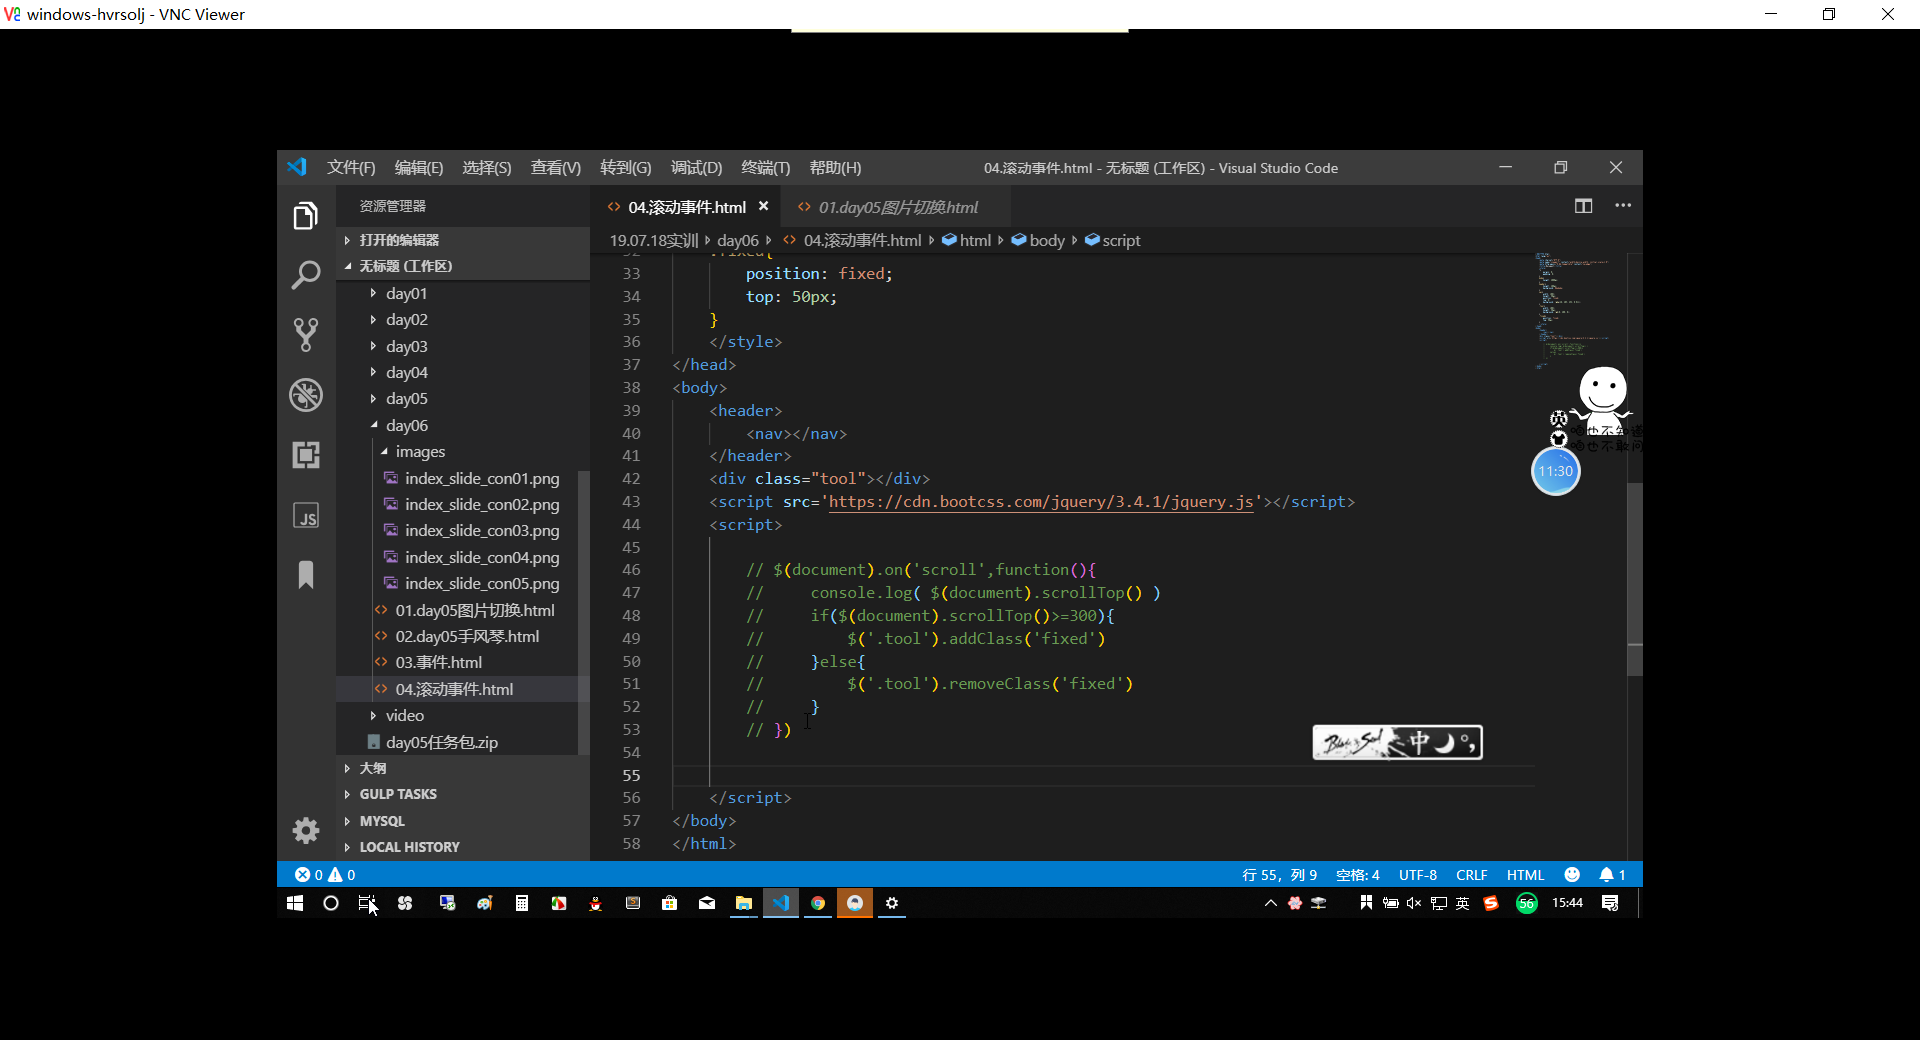 windows-hvrsolj - VNC Viewer
文件(F) 编辑(E) 选择(S) 查看(V) 转到(G) 调试(D) 终端(T) 帮助(H) 04.滚动事件.html - 无标题 (工作区) - Visual Studio Code
资源管理器
04.滚动事件.html
01.day05图片切换.html
19.07.18实训 day06 04.滚动事件.html html body script
打开的编辑器
无标题 (工作区)
day01
day02
day03
day04
day05
day06
images
index_slide_con01.png
index_slide_con02.png
index_slide_con03.png
index_slide_con04.png
index_slide_con05.png
01.day05图片切换.html
02.day05手风琴.html
03.事件.html
04.滚动事件.html
video
day05任务包.zip
大纲
GULP TASKS
MYSQL
LOCAL HISTORY
32 .fixed{
33 position: fixed;
34 top: 50px;
35 }
36 </style>
37 </head>
38 <body>
39 <header>
40 <nav></nav>
41 </header>
42 <div class="tool"></div>
43 <script src='https://cdn.bootcss.com/jquery/3.4.1/jquery.js'></script>
44 <script>
45
46 // $(document).on('scroll',function(){
47 // console.log( $(document).scrollTop() )
48 // if($(document).scrollTop()>=300){
49 // $('.tool').addClass('fixed')
50 // }else{
51 // $('.tool').removeClass('fixed')
52 // }
53 // })
54
55
56 </script>
57 </body>
58 </html>
英
咱也不知道
咱也不敢问
11:30
中
0 0 行 55，列 9 空格: 4 UTF-8 CRLF HTML 1
英 56 15:44